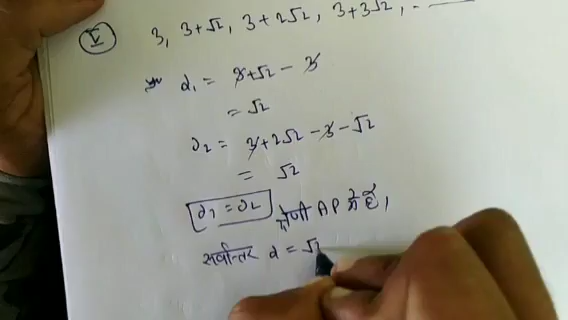 (v) 3, 3+√2, 3+2√2, 3+3√2, ---
d₁ = 3+√2 - 3
= √2
d₂ = 3+2√2 - 3 - √2
= √2
d₁ = d₂ श्रेणी AP में है,
सर्वान्तर d = √2